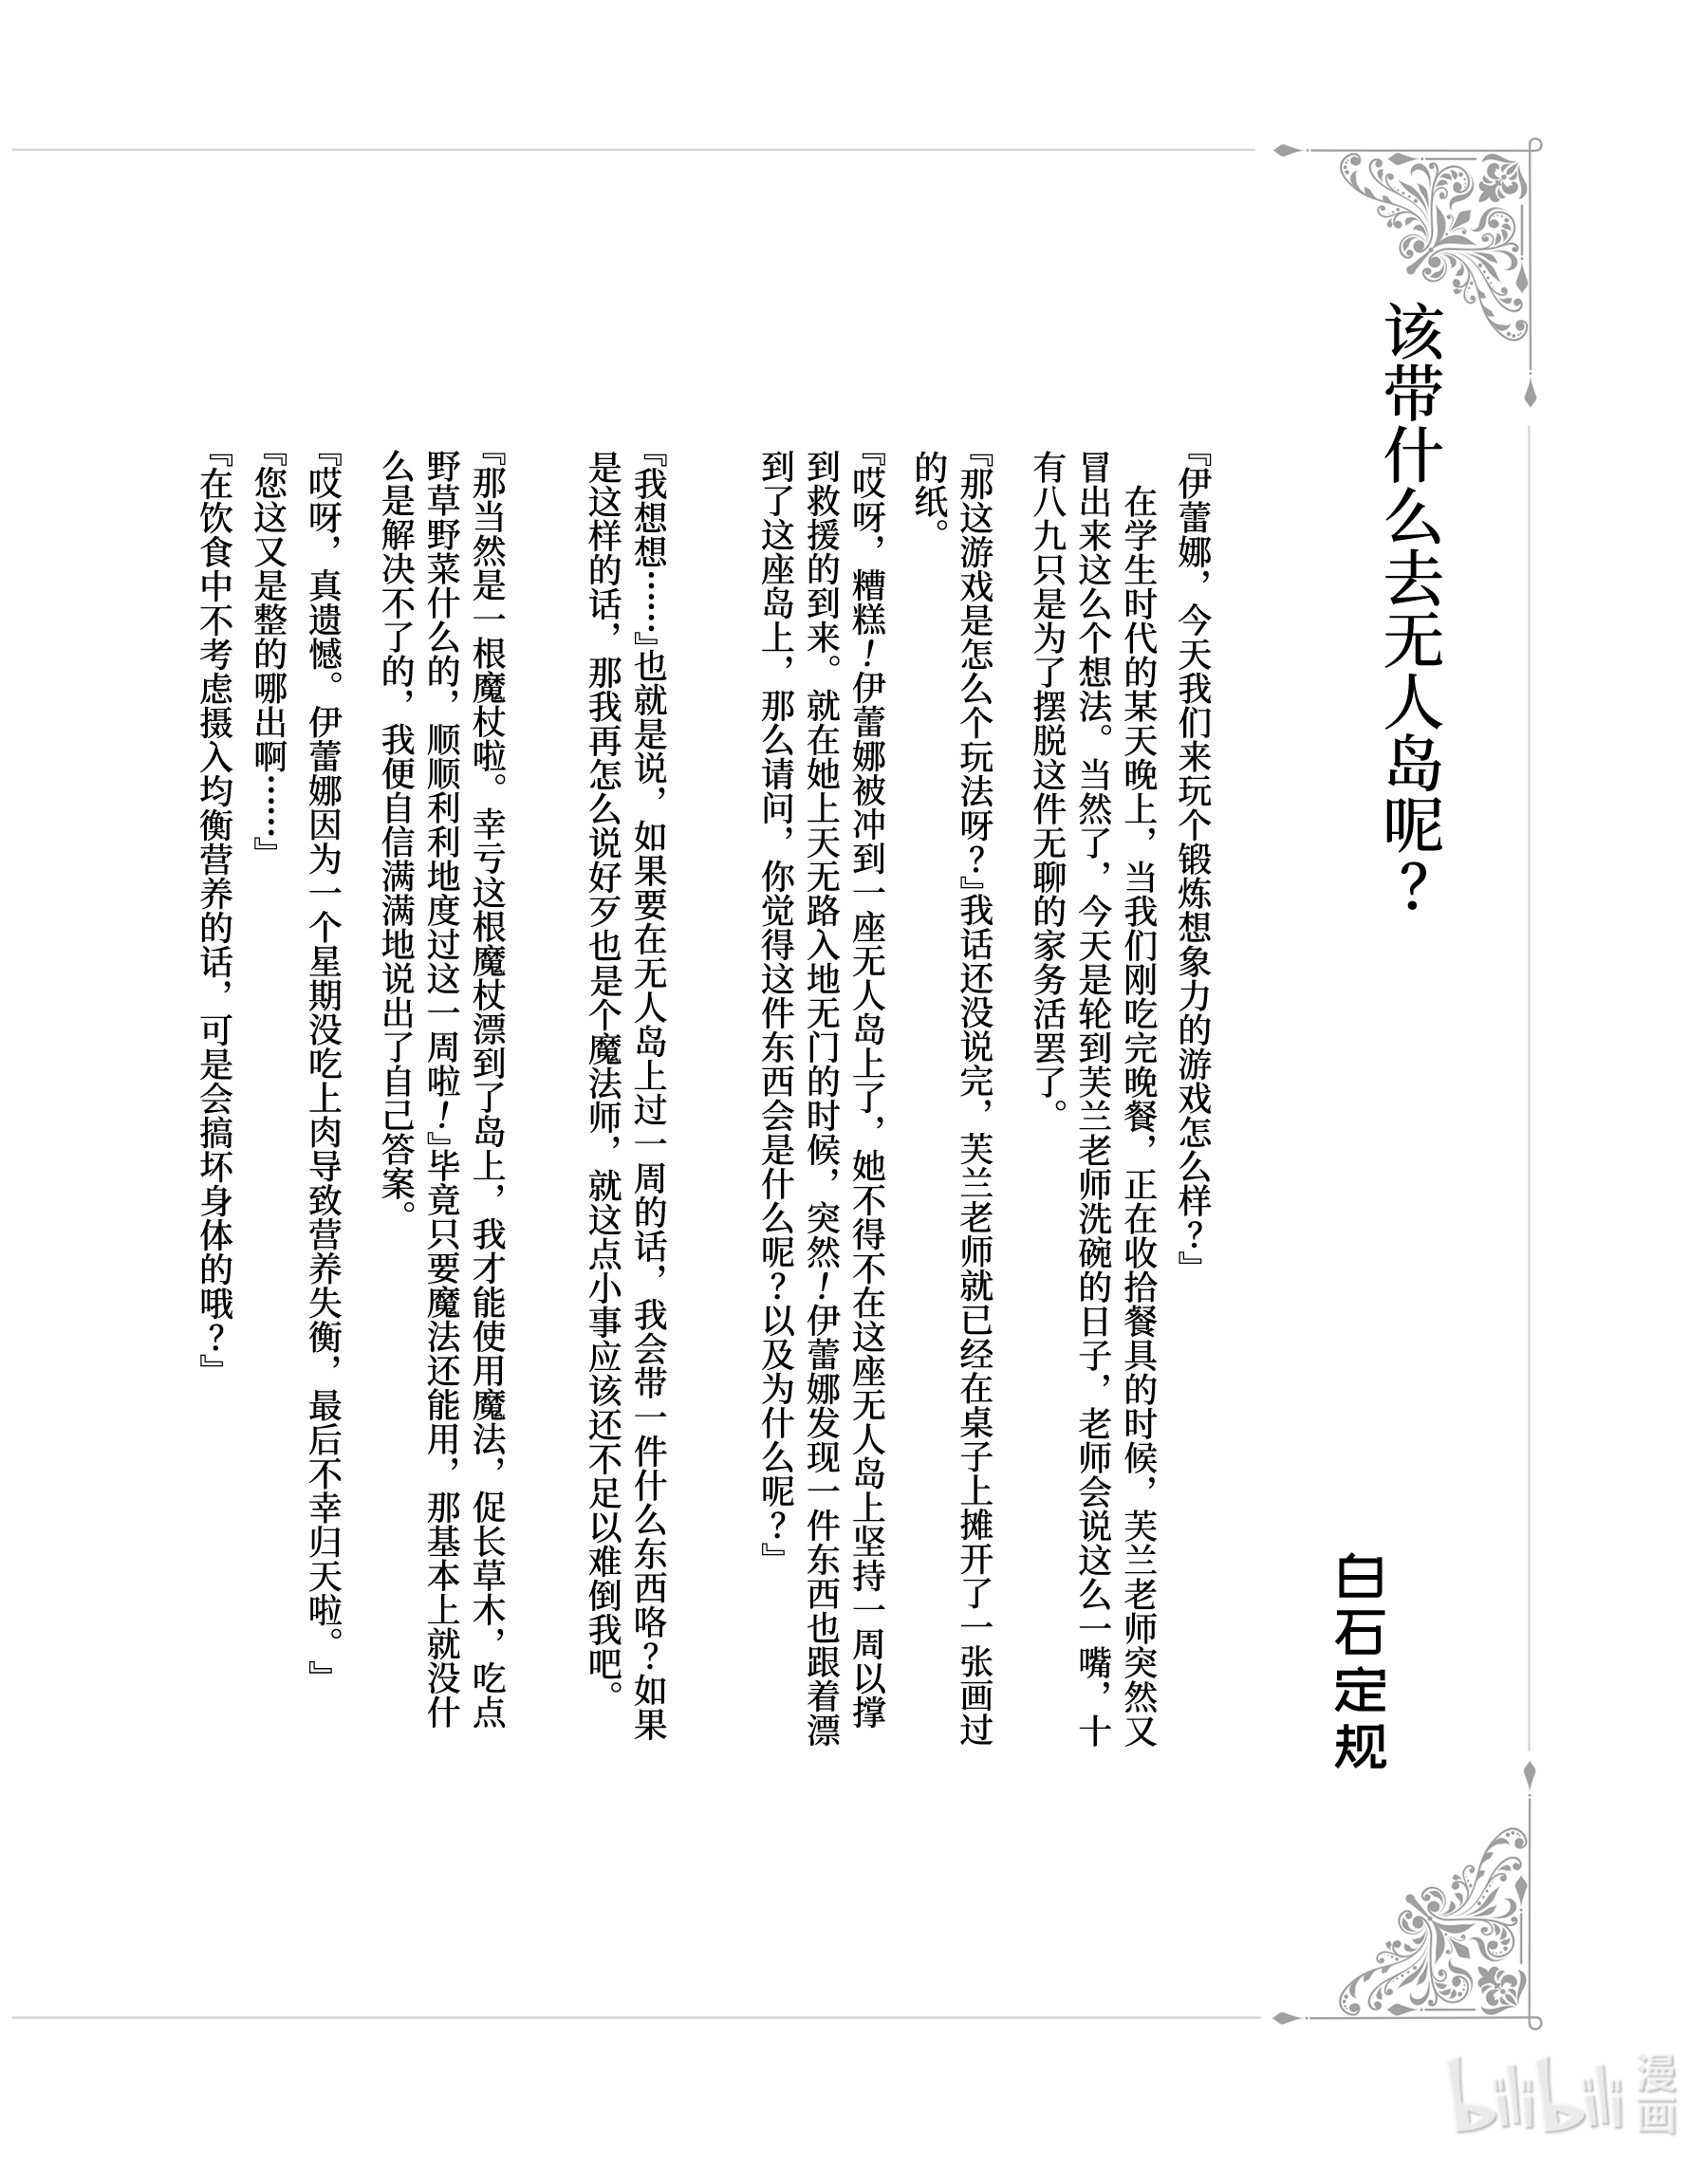 该带什么去无人岛呢？
白石定规
『伊蕾娜，今天我们来玩个锻炼想象力的游戏怎么样？』
在学生时代的某天晚上，当我们刚吃完晚餐，正在收拾餐具的时候，芙兰老师突然又
冒出来这么个想法。当然了，今天是轮到芙兰老师洗碗的日子，老师会说这么一嘴，十
有八九只是为了摆脱这件无聊的家务活罢了。
『那这游戏是怎么个玩法呀？』我话还没说完，芙兰老师就已经在桌子上摊开了一张画过
的纸。
『哎呀，糟糕！伊蕾娜被冲到一座无人岛上了，她不得不在这座无人岛上坚持一周以撑
到救援的到来。就在她上天无路入地无门的时候，突然！伊蕾娜发现一件东西也跟着漂
到了这座岛上，那么请问，你觉得这件东西会是什么呢？以及为什么呢？』
『我想想……』也就是说，如果要在无人岛上过一周的话，我会带一件什么东西咯？如果
是这样的话，那我再怎么说好歹也是个魔法师，就这点小事应该还不足以难倒我吧。
『那当然是一根魔杖啦。幸亏这根魔杖漂到了岛上，我才能使用魔法，促长草木，吃点
野草野菜什么的，顺顺利利地度过这一周啦！』毕竟只要魔法还能用，那基本上就没什
么是解决不了的，我便自信满满地说出了自己答案。
『哎呀，真遗憾。伊蕾娜因为一个星期没吃上肉导致营养失衡，最后不幸归天啦。』
『您这又是整的哪出啊……』
『在饮食中不考虑摄入均衡营养的话，可是会搞坏身体的哦？』
bilibili
漫画